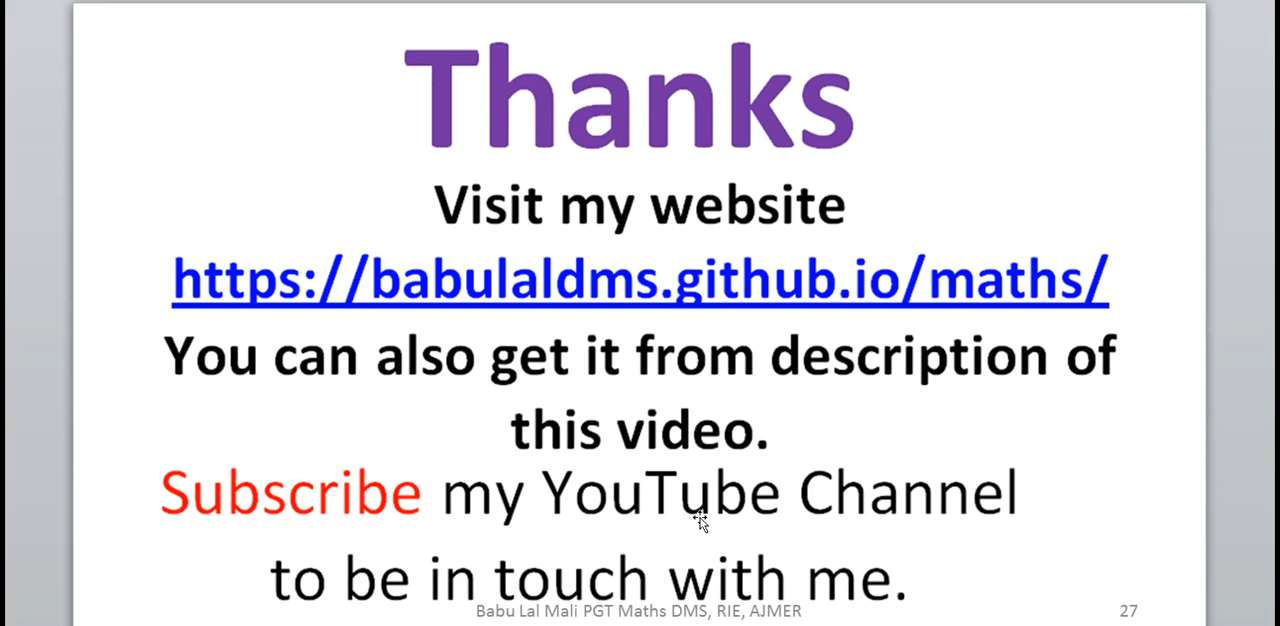 Thanks
Visit my website
https://babulaldms.github.io/maths/
You can also get it from description of
this video.
Subscribe my YouTube Channel
to be in touch with me.
Babu Lal Mali PGT Maths DMS, RIE, AJMER
27